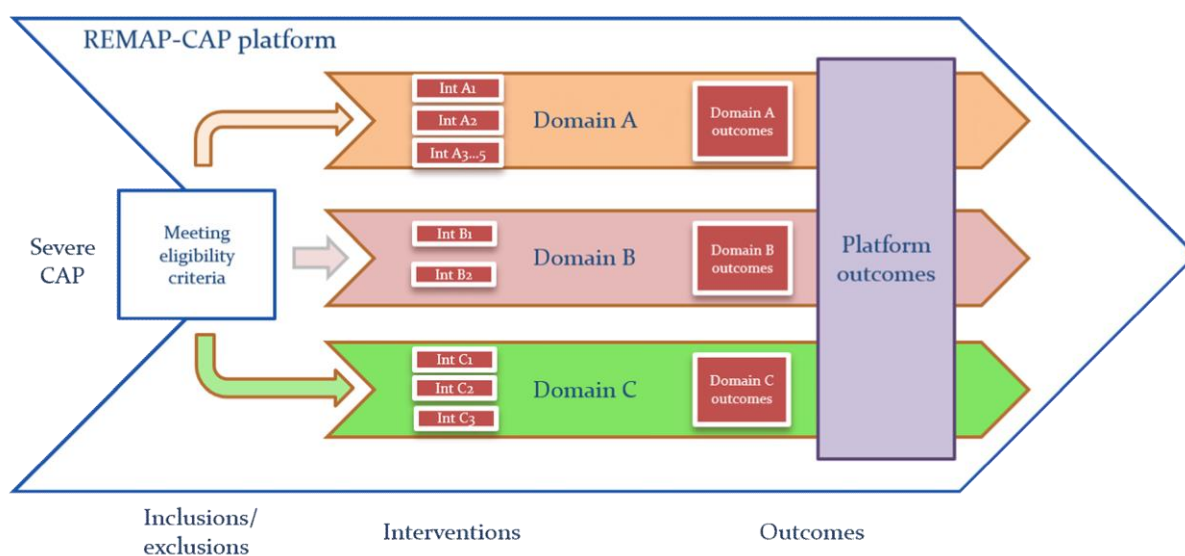 REMAP-CAP platform
Int A1
Int A2
Int A3...5
Domain A
Domain A
outcomes
Severe
CAP
Meeting
eligibility
criteria
Int B1
Int B2
Domain B
Domain B
outcomes
Platform
outcomes
Int C1
Int C2
Int C3
Domain C
Domain C
outcomes
Inclusions/
exclusions
Interventions
Outcomes